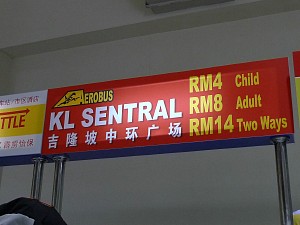 AEROBUS
KL SENTRAL
吉隆坡中环广场
RM4 Child
RM8 Adult
RM14 Two Ways
TTLE